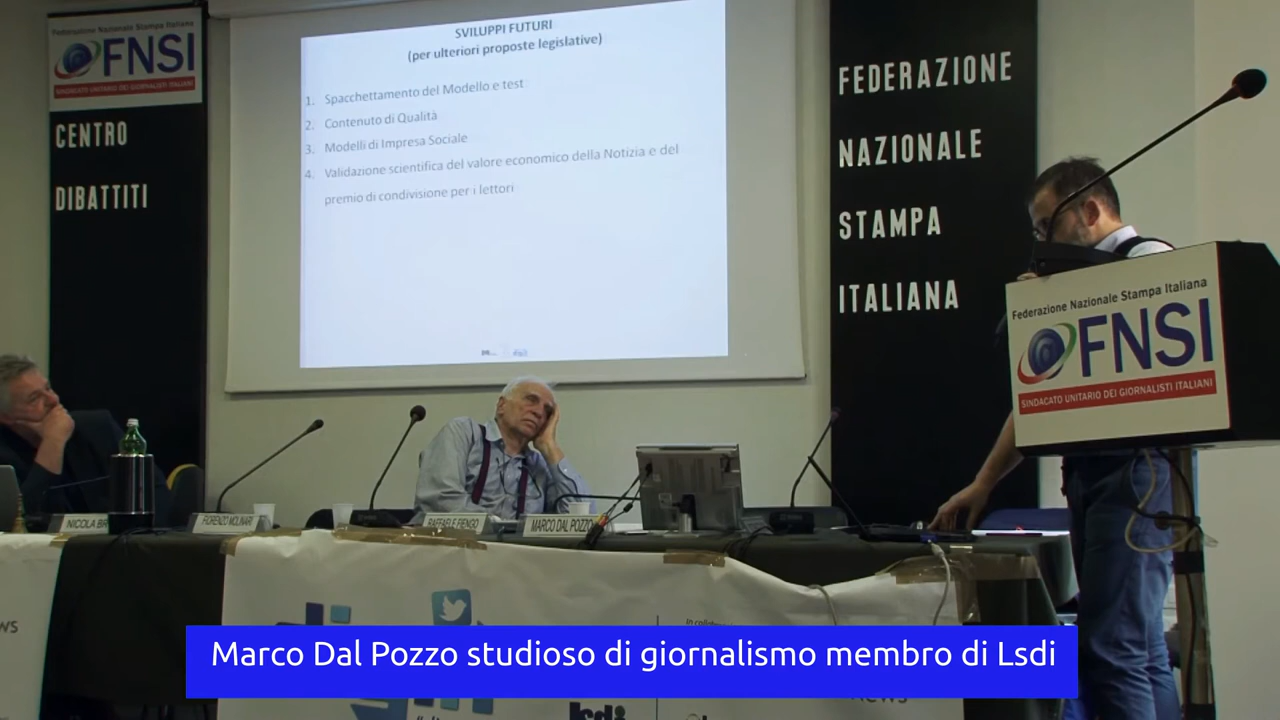 Federazione Nazionale Stampa Italiana
FNSI
SINDACATO UNITARIO DEI GIORNALISTI ITALIANI
CENTRO
DIBATTITI
SVILUPPI FUTURI
(per ulteriori proposte legislative)
1. Spacchettamento del Modello e test
2. Contenuto di Qualità
3. Modelli di Impresa Sociale
4. Validazione scientifica del valore economico della Notizia e del
premio di condivisione per i lettori
FEDERAZIONE
NAZIONALE
STAMPA
ITALIANA
Federazione Nazionale Stampa Italiana
FNSI
SINDACATO UNITARIO DEI GIORNALISTI ITALIANI
NICOLA BR
FIORENZO MOLINARI
RAFFAELE FIENGO
MARCO DAL POZZO
Marco Dal Pozzo studioso di giornalismo membro di Lsdi
lsdi